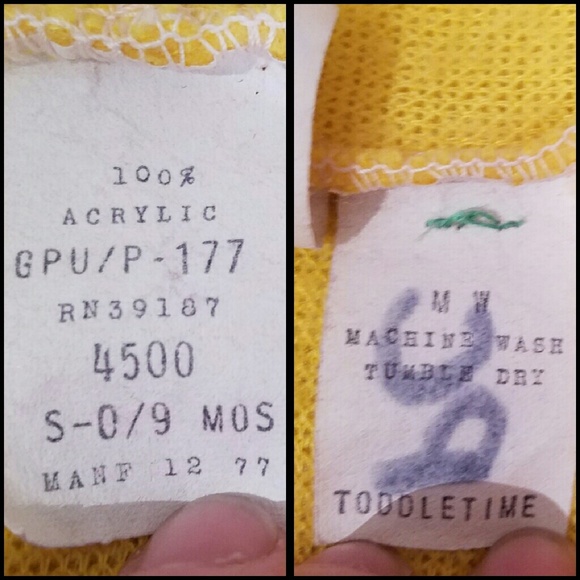 100%
ACRYLIC
GPU/P-177
RN39187
4500
S-0/9 MOS
MANF 12 77
M W
MACHINE WASH
TUMBLE DRY
TODDLETIME